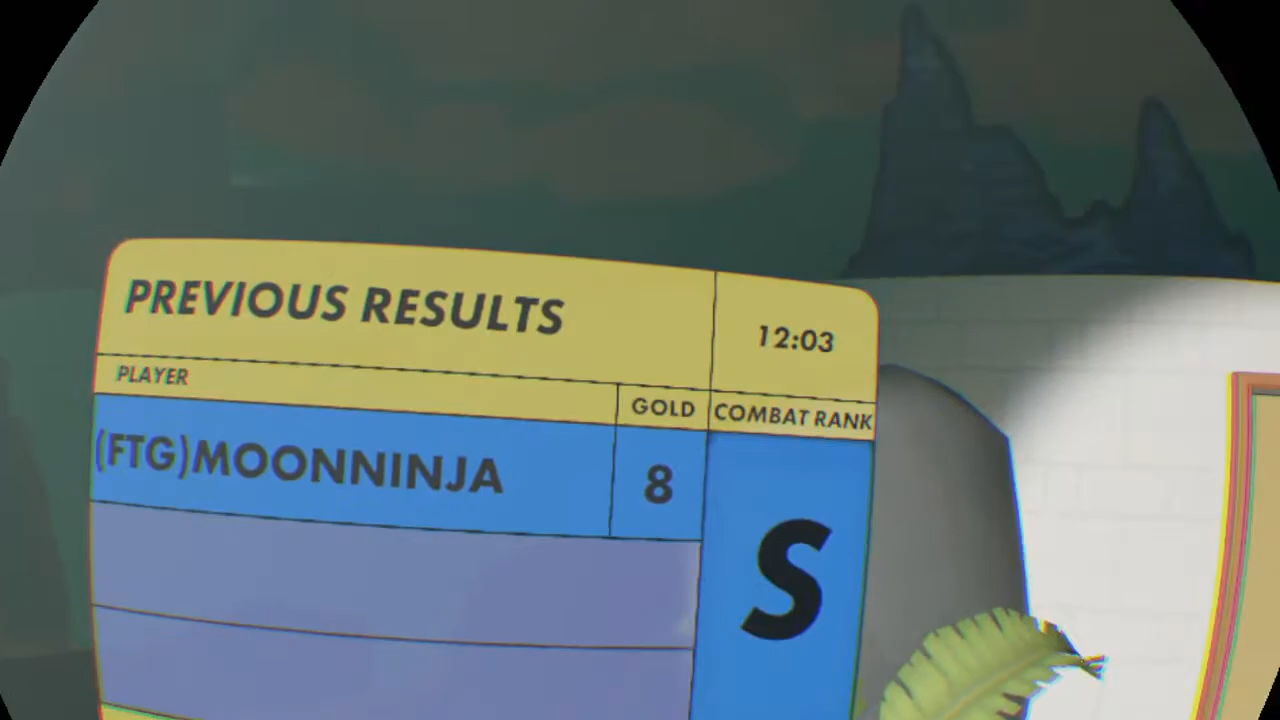 PREVIOUS RESULTS
12:03
PLAYER
GOLD
COMBAT RANK
(FTG)MOONNINJA
8
S